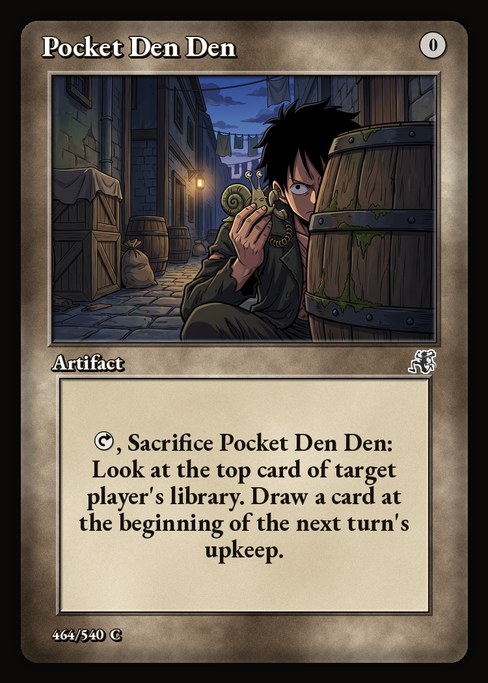 Pocket Den Den
0
Artifact
, Sacrifice Pocket Den Den:
Look at the top card of target
player's library. Draw a card at
the beginning of the next turn's
upkeep.
464/540 C